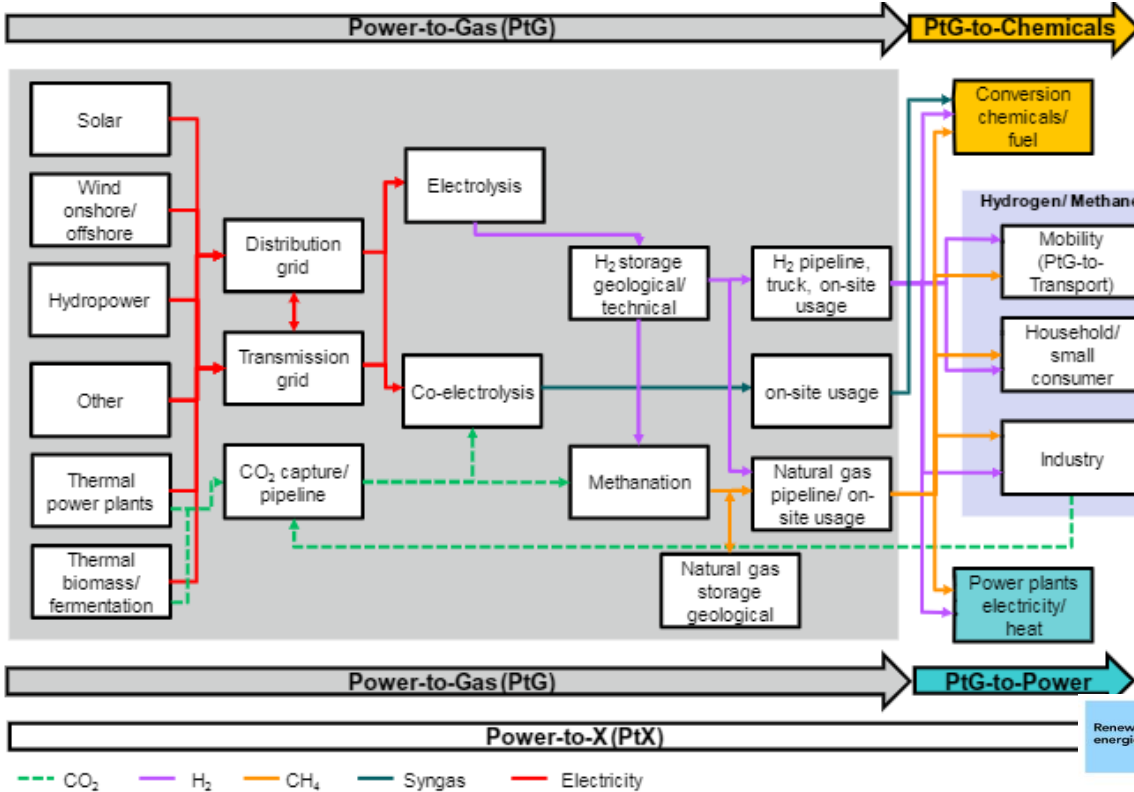 Power-to-Gas (PtG)
PtG-to-Chemicals
Solar
Wind
onshore/
offshore
Hydropower
Other
Thermal
power plants
Thermal
biomass/
fermentation
Distribution
grid
Transmission
grid
CO₂ capture/
pipeline
Electrolysis
Co-electrolysis
H₂ storage
geological/
technical
Methanation
Natural gas
storage
geological
H₂ pipeline,
truck, on-site
usage
on-site usage
Natural gas
pipeline/ on-
site usage
Conversion
chemicals/
fuel
Hydrogen/ Methane
Mobility
(PtG-to-
Transport)
Household/
small
consumer
Industry
Power plants
electricity/
heat
Power-to-Gas (PtG)
PtG-to-Power
Power-to-X (PtX)
CO₂
H₂
CH₄
Syngas
Electricity